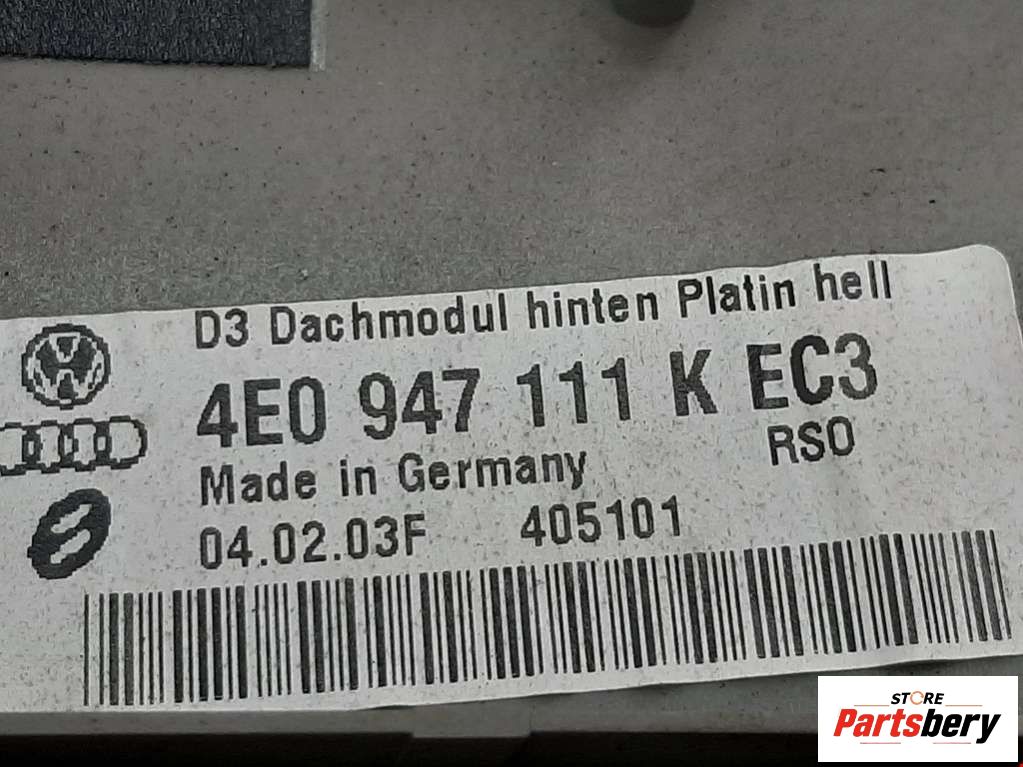 D3 Dachmodul hinten Platin hell
4E0 947 111 K EC3
RSO
Made in Germany
04.02.03F 405101
STORE
Partsbery